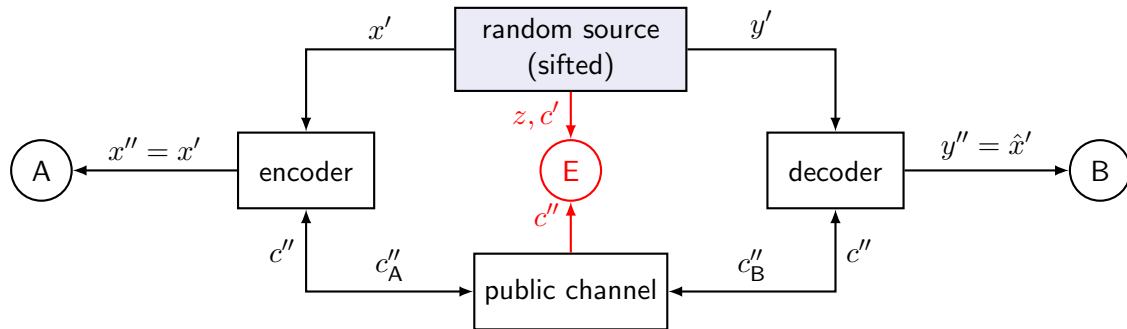 x′
random source
(sifted)
y′
z, c′
A
x″ = x′
encoder
E
decoder
y″ = x̂′
B
c″
c″
c″_A
public channel
c″_B
c″